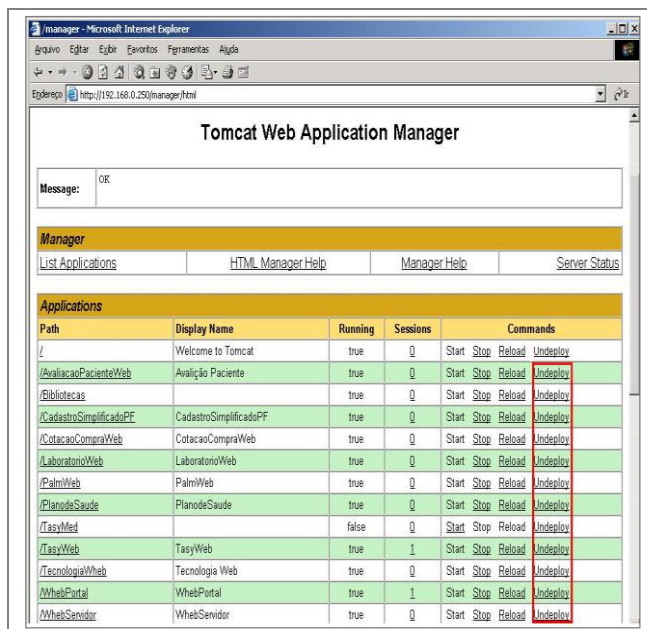 /manager - Microsoft Internet Explorer
Arquivo Editar Exibir Favoritos Ferramentas Ajuda
Endereço http://192.168.0.250/manager/html Ir
Tomcat Web Application Manager
Message: OK
Manager
List Applications HTML Manager Help Manager Help Server Status
Applications
Path Display Name Running Sessions Commands
/ Welcome to Tomcat true 0 Start Stop Reload Undeploy
/AvaliacaoPacienteWeb Avalição Paciente true 0 Start Stop Reload Undeploy
/Bibliotecas true 0 Start Stop Reload Undeploy
/CadastroSimplificadoPF CadastroSimplificadoPF true 0 Start Stop Reload Undeploy
/CotacaoCompraWeb CotacaoCompraWeb true 0 Start Stop Reload Undeploy
/LaboratorioWeb LaboratorioWeb true 0 Start Stop Reload Undeploy
/PalmWeb PalmWeb true 0 Start Stop Reload Undeploy
/PlanodeSaude PlanodeSaude true 0 Start Stop Reload Undeploy
/TasyMed false 0 Start Stop Reload Undeploy
/TasyWeb TasyWeb true 1 Start Stop Reload Undeploy
/TecnologiaWheb Tecnologia Web true 0 Start Stop Reload Undeploy
/WhebPortal WhebPortal true 1 Start Stop Reload Undeploy
/WhebServidor WhebServidor true 0 Start Stop Reload Undeploy